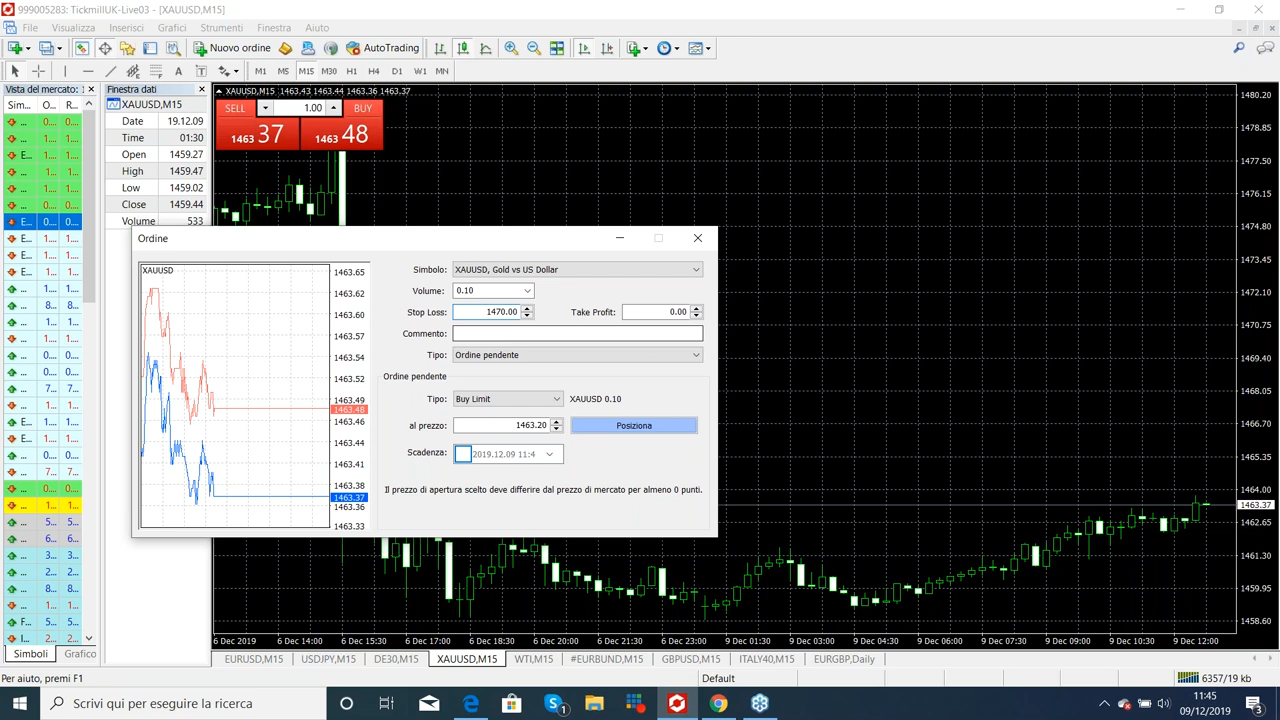 999005283: TickmillUK-Live03 - [XAUUSD,M15]
File Visualizza Inserisci Grafici Strumenti Finestra Aiuto
Nuovo ordine AutoTrading
M1 M5 M15 M30 H1 H4 D1 W1 MN
Vista del mercato: 1
Sim... O... R...
Finestra dati
XAUUSD,M15
Date 19.12.09
Time 01:30
Open 1459.27
High 1459.47
Low 1459.02
Close 1459.44
Volume 533
XAUUSD,M15 1463.43 1463.44 1463.36 1463.37
SELL 1.00 BUY
1463 37 1463 48
Ordine
XAUUSD
1463.65
1463.62
1463.60
1463.57
1463.54
1463.52
1463.49
1463.48
1463.46
1463.44
1463.41
1463.38
1463.37
1463.36
1463.33
Simbolo: XAUUSD, Gold vs US Dollar
Volume: 0.10
Stop Loss: 1470.00 Take Profit: 0.00
Commento:
Tipo: Ordine pendente
Ordine pendente
Tipo: Buy Limit XAUUSD 0.10
al prezzo: 1463.20 Posiziona
Scadenza: 2019.12.09 11:4
Il prezzo di apertura scelto deve differire dal prezzo di mercato per almeno 0 punti.
1480.20
1478.85
1477.50
1476.15
1474.80
1473.45
1472.10
1470.75
1469.40
1468.05
1466.70
1465.35
1464.00
1463.37
1462.65
1461.30
1459.95
1458.60
6 Dec 2019 6 Dec 14:00 6 Dec 15:30 6 Dec 17:00 6 Dec 18:30 6 Dec 20:00 6 Dec 21:30 6 Dec 23:00 9 Dec 01:30 9 Dec 03:00 9 Dec 04:30 9 Dec 06:00 9 Dec 07:30 9 Dec 09:00 9 Dec 10:30 9 Dec 12:00
Simboli Grafico
EURUSD,M15 USDJPY,M15 DE30,M15 XAUUSD,M15 WTI,M15 #EURBUND,M15 GBPUSD,M15 ITALY40,M15 EURGBP,Daily
Per aiuto, premi F1 Default 6357/19 kb
Scrivi qui per eseguire la ricerca
11:45
09/12/2019